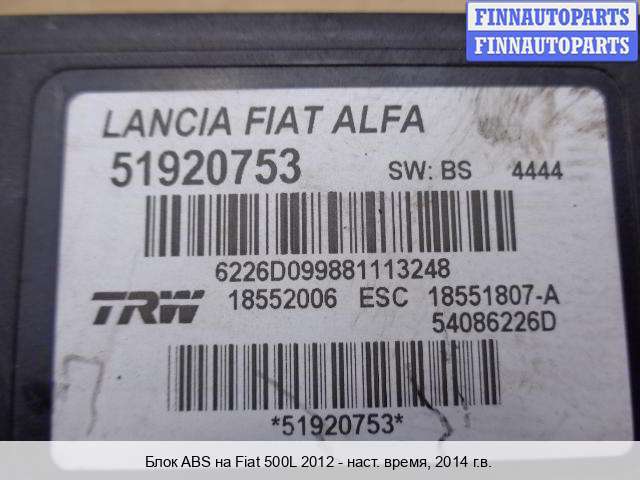 FINNAUTOPARTS
FINNAUTOPARTS
LANCIA FIAT ALFA
51920753 SW: BS 4444
6226D099881113248
TRW 18552006 ESC 18551807-A
54086226D
*51920753*
Блок ABS на Fiat 500L 2012 - наст. время, 2014 г.в.